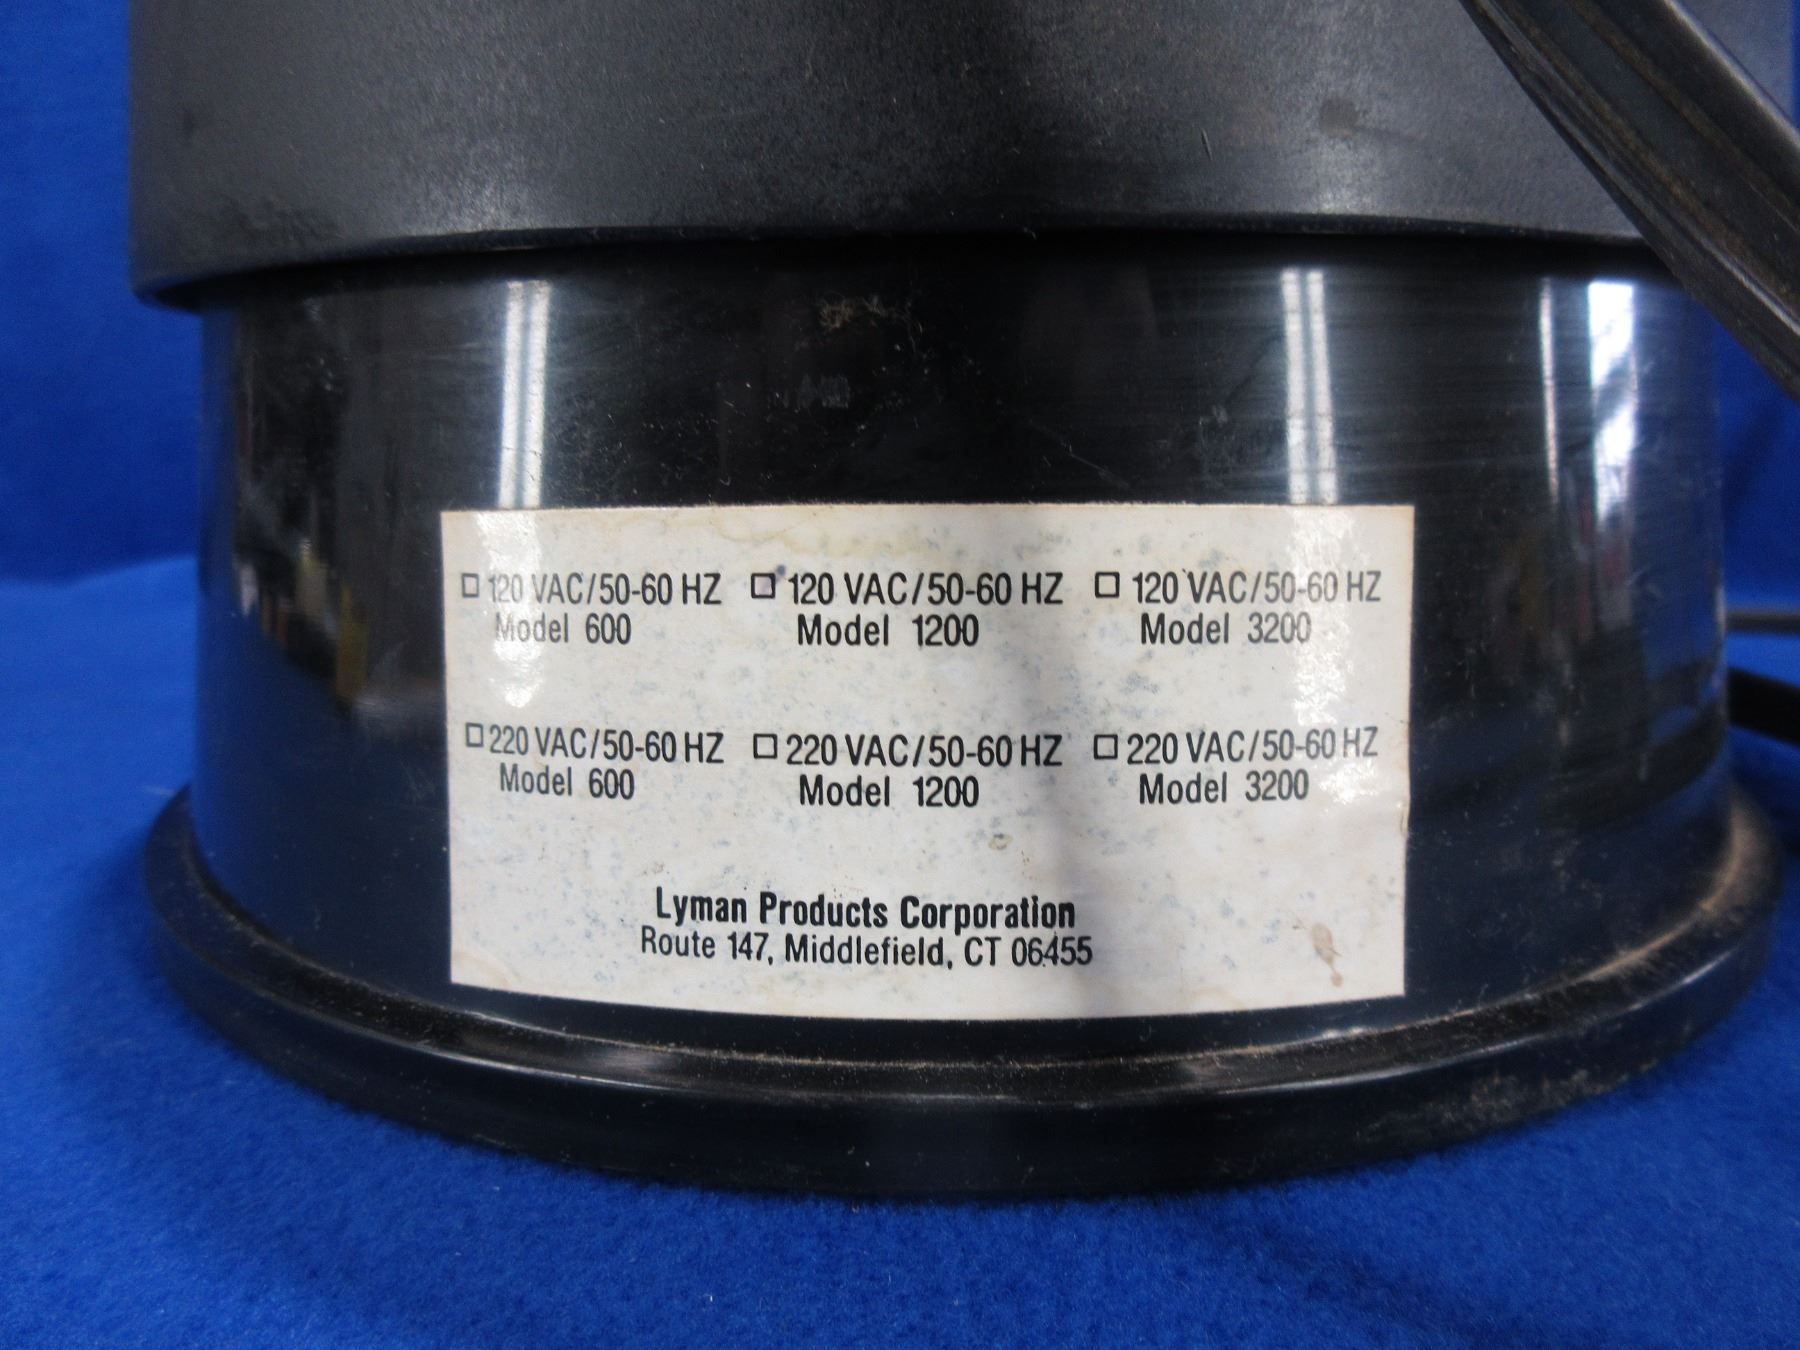 □ 120 VAC/50-60 HZ □ 120 VAC/50-60 HZ □ 120 VAC/50-60 HZ
Model 600 Model 1200 Model 3200
□ 220 VAC/50-60 HZ □ 220 VAC/50-60 HZ □ 220 VAC/50-60 HZ
Model 600 Model 1200 Model 3200
Lyman Products Corporation
Route 147, Middlefield, CT 06455